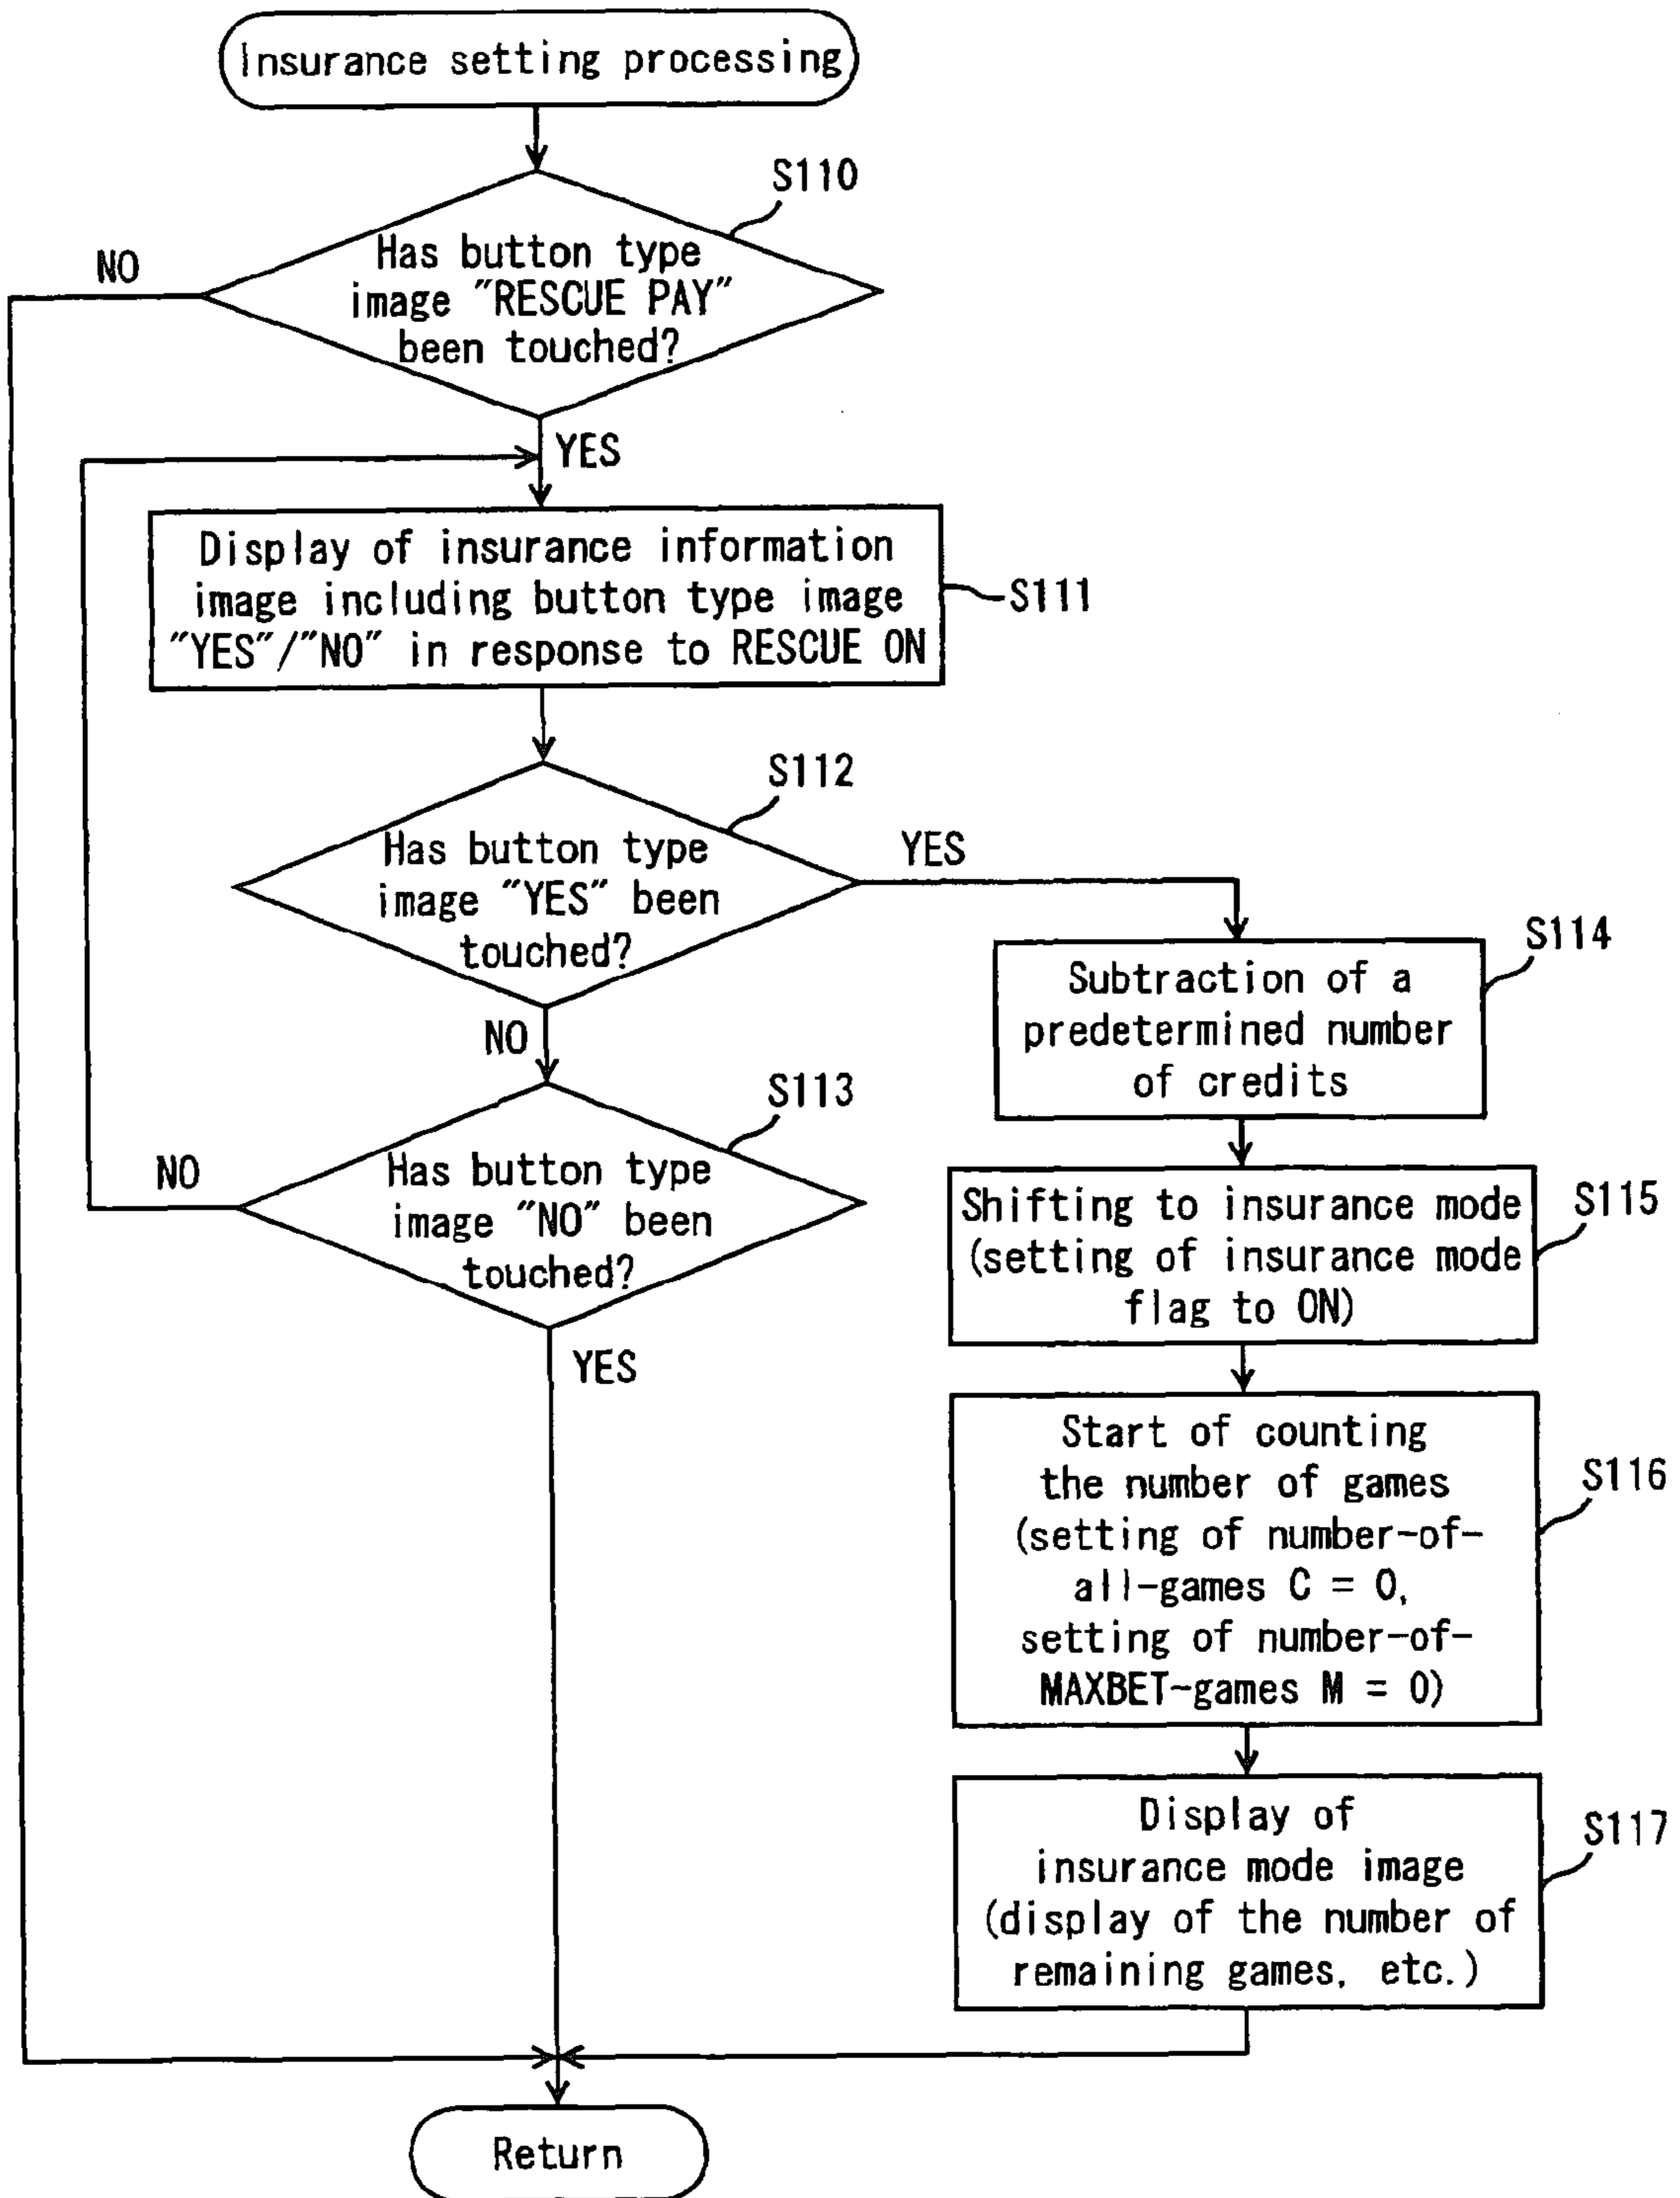 Insurance setting processing
S110
NO
Has button type
image "RESCUE PAY"
been touched?
YES
Display of insurance information
image including button type image
"YES"/"NO" in response to RESCUE ON
S111
S112
Has button type
image "YES" been
touched?
YES
NO
S114
Subtraction of a
predetermined number
of credits
S113
Has button type
image "NO" been
touched?
NO
YES
S115
Shifting to insurance mode
(setting of insurance mode
flag to ON)
S116
Start of counting
the number of games
(setting of number-of-
all-games C = 0,
setting of number-of-
MAXBET-games M = 0)
S117
Display of
insurance mode image
(display of the number of
remaining games, etc.)
Return